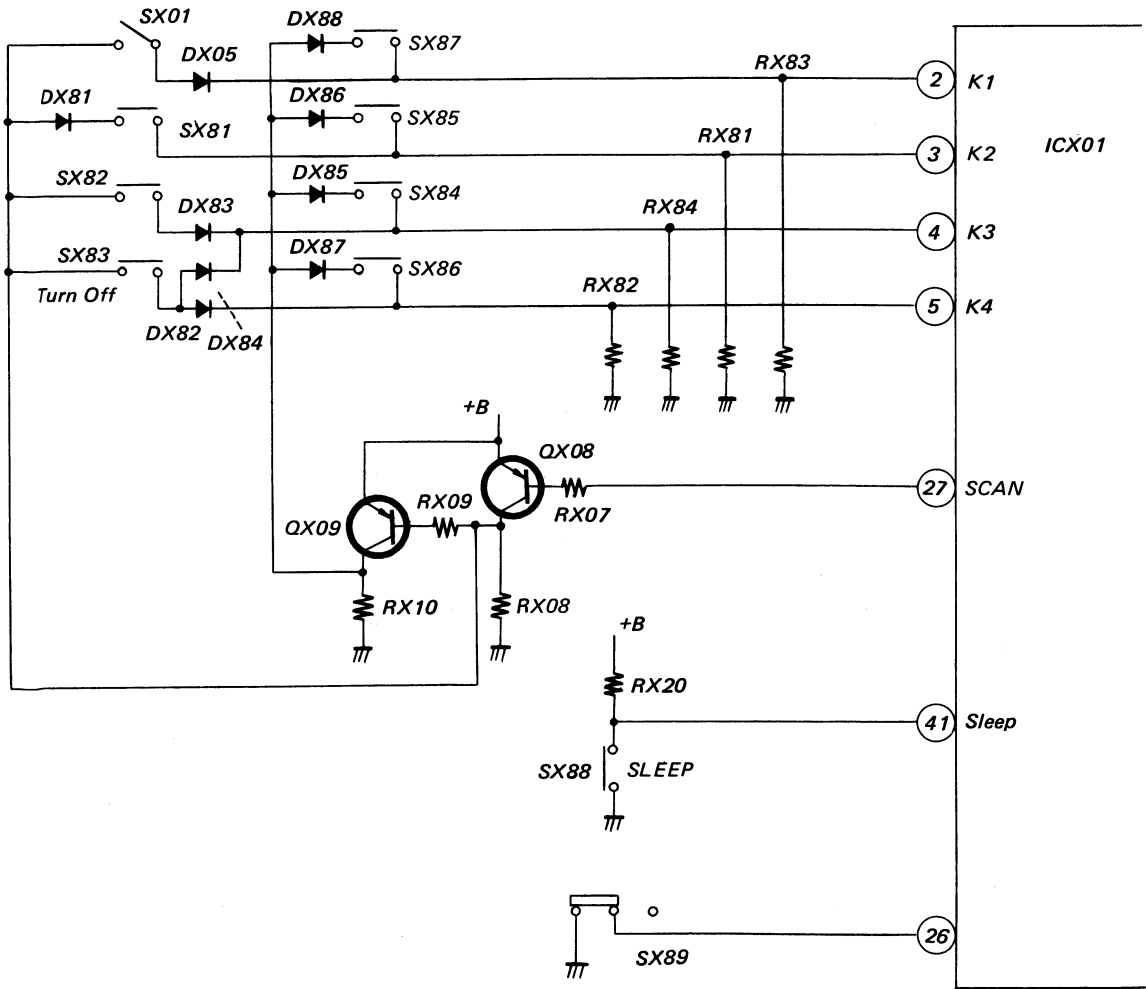 SX01
DX88
SX87
DX05
RX83
2 K1
DX81
DX86
SX81
SX85
RX81
3 K2
ICX01
SX82
DX85
SX84
DX83
RX84
4 K3
SX83
DX87
SX86
Turn Off
RX82
5 K4
DX82
DX84
+B
QX08
27 SCAN
RX09
RX07
QX09
RX10
RX08
+B
RX20
41 Sleep
SX88
SLEEP
26
SX89